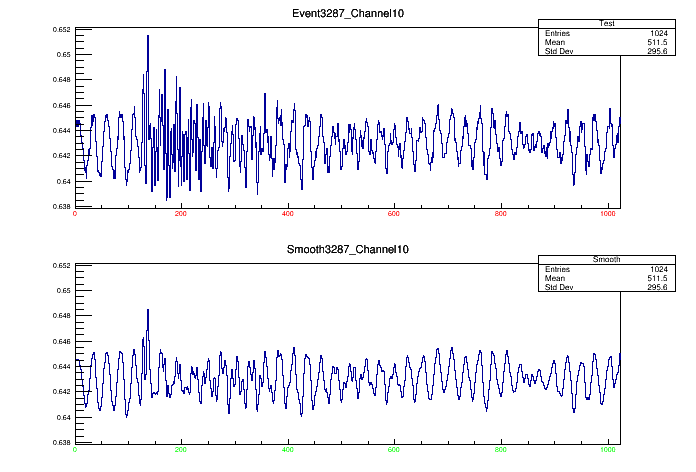 Event3287_Channel10
Test
Entries 1024
Mean 511.5
Std Dev 295.6
0.652
0.65
0.648
0.646
0.644
0.642
0.64
0.638
0 200 400 600 800 1000
Smooth3287_Channel10
Smooth
Entries 1024
Mean 511.5
Std Dev 295.6
0.652
0.65
0.648
0.646
0.644
0.642
0.64
0.638
0 200 400 600 800 1000